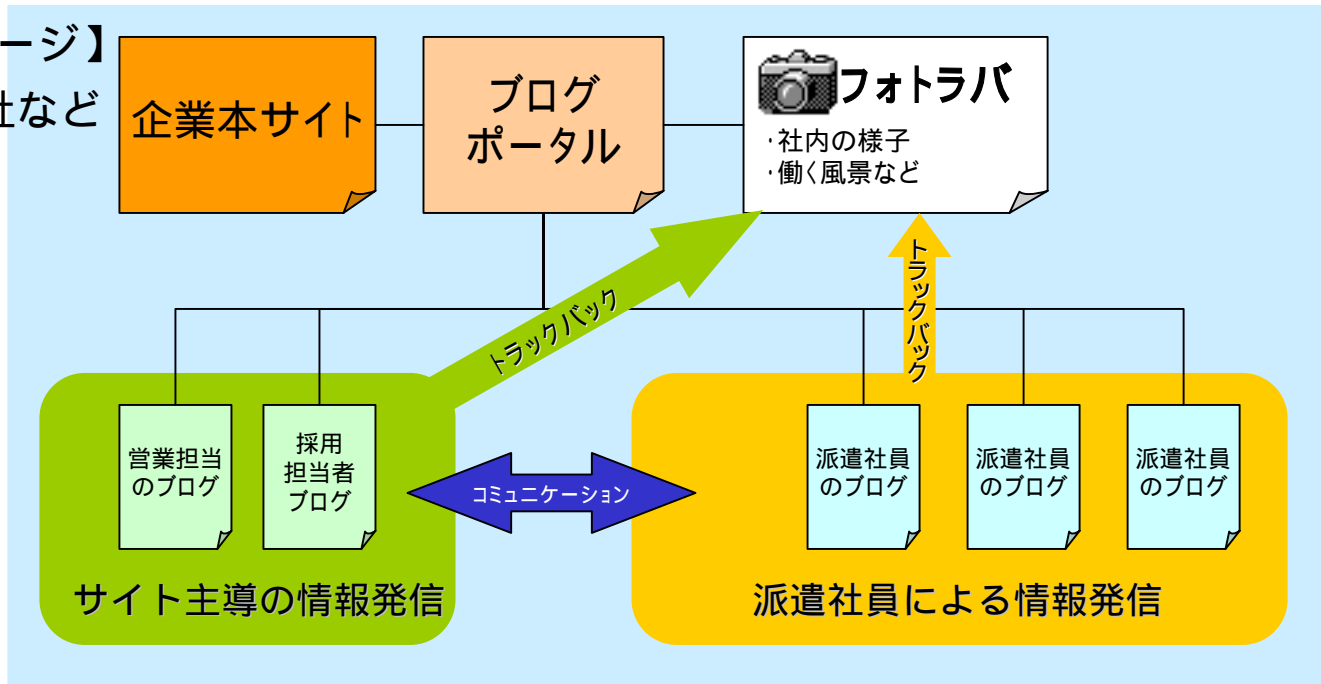 ージ】
社など
企業本サイト
ブログ
ポータル
フォトラバ
・社内の様子
・働く風景など
トラックバック
トラックバック
営業担当
のブログ
採用
担当者
ブログ
コミュニケーション
派遣社員
のブログ
派遣社員
のブログ
派遣社員
のブログ
サイト主導の情報発信
派遣社員による情報発信